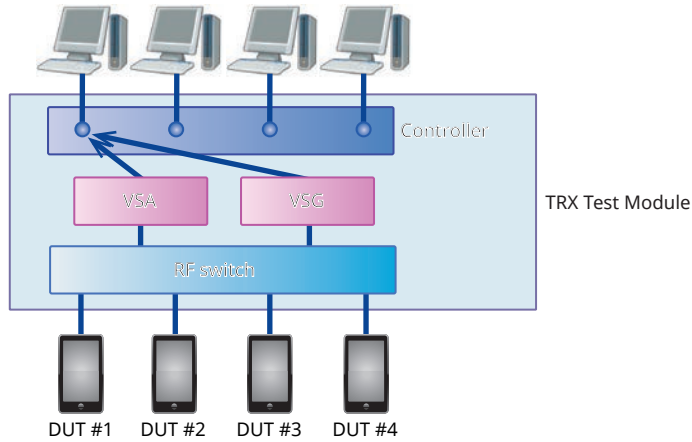 Controller
VSA
VSG
TRX Test Module
RF switch
DUT #1
DUT #2
DUT #3
DUT #4